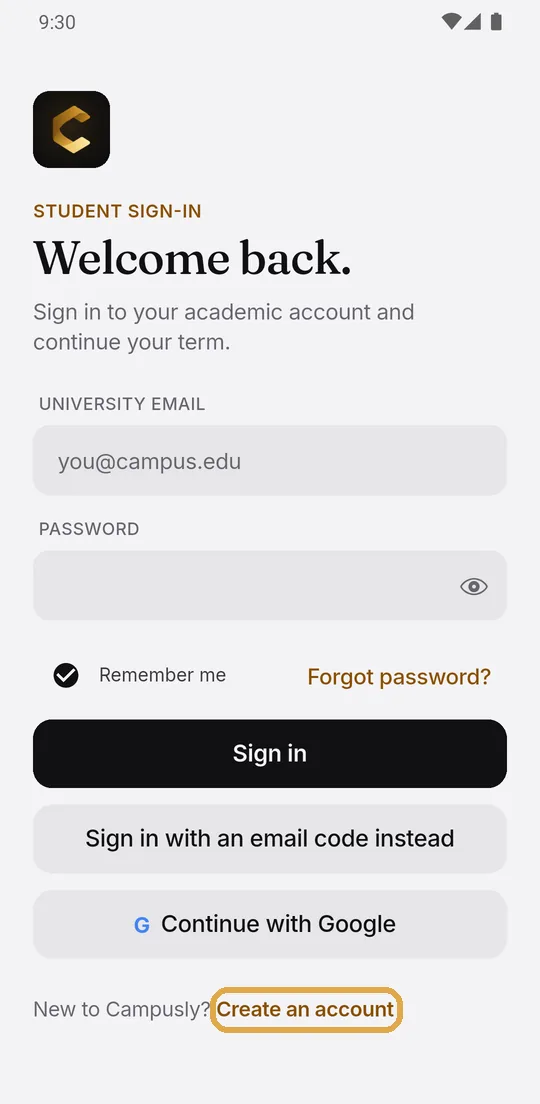 9:30
STUDENT SIGN-IN
Welcome back.
Sign in to your academic account and
continue your term.
UNIVERSITY EMAIL
you@campus.edu
PASSWORD
Remember me
Forgot password?
Sign in
Sign in with an email code instead
G Continue with Google
New to Campusly? Create an account